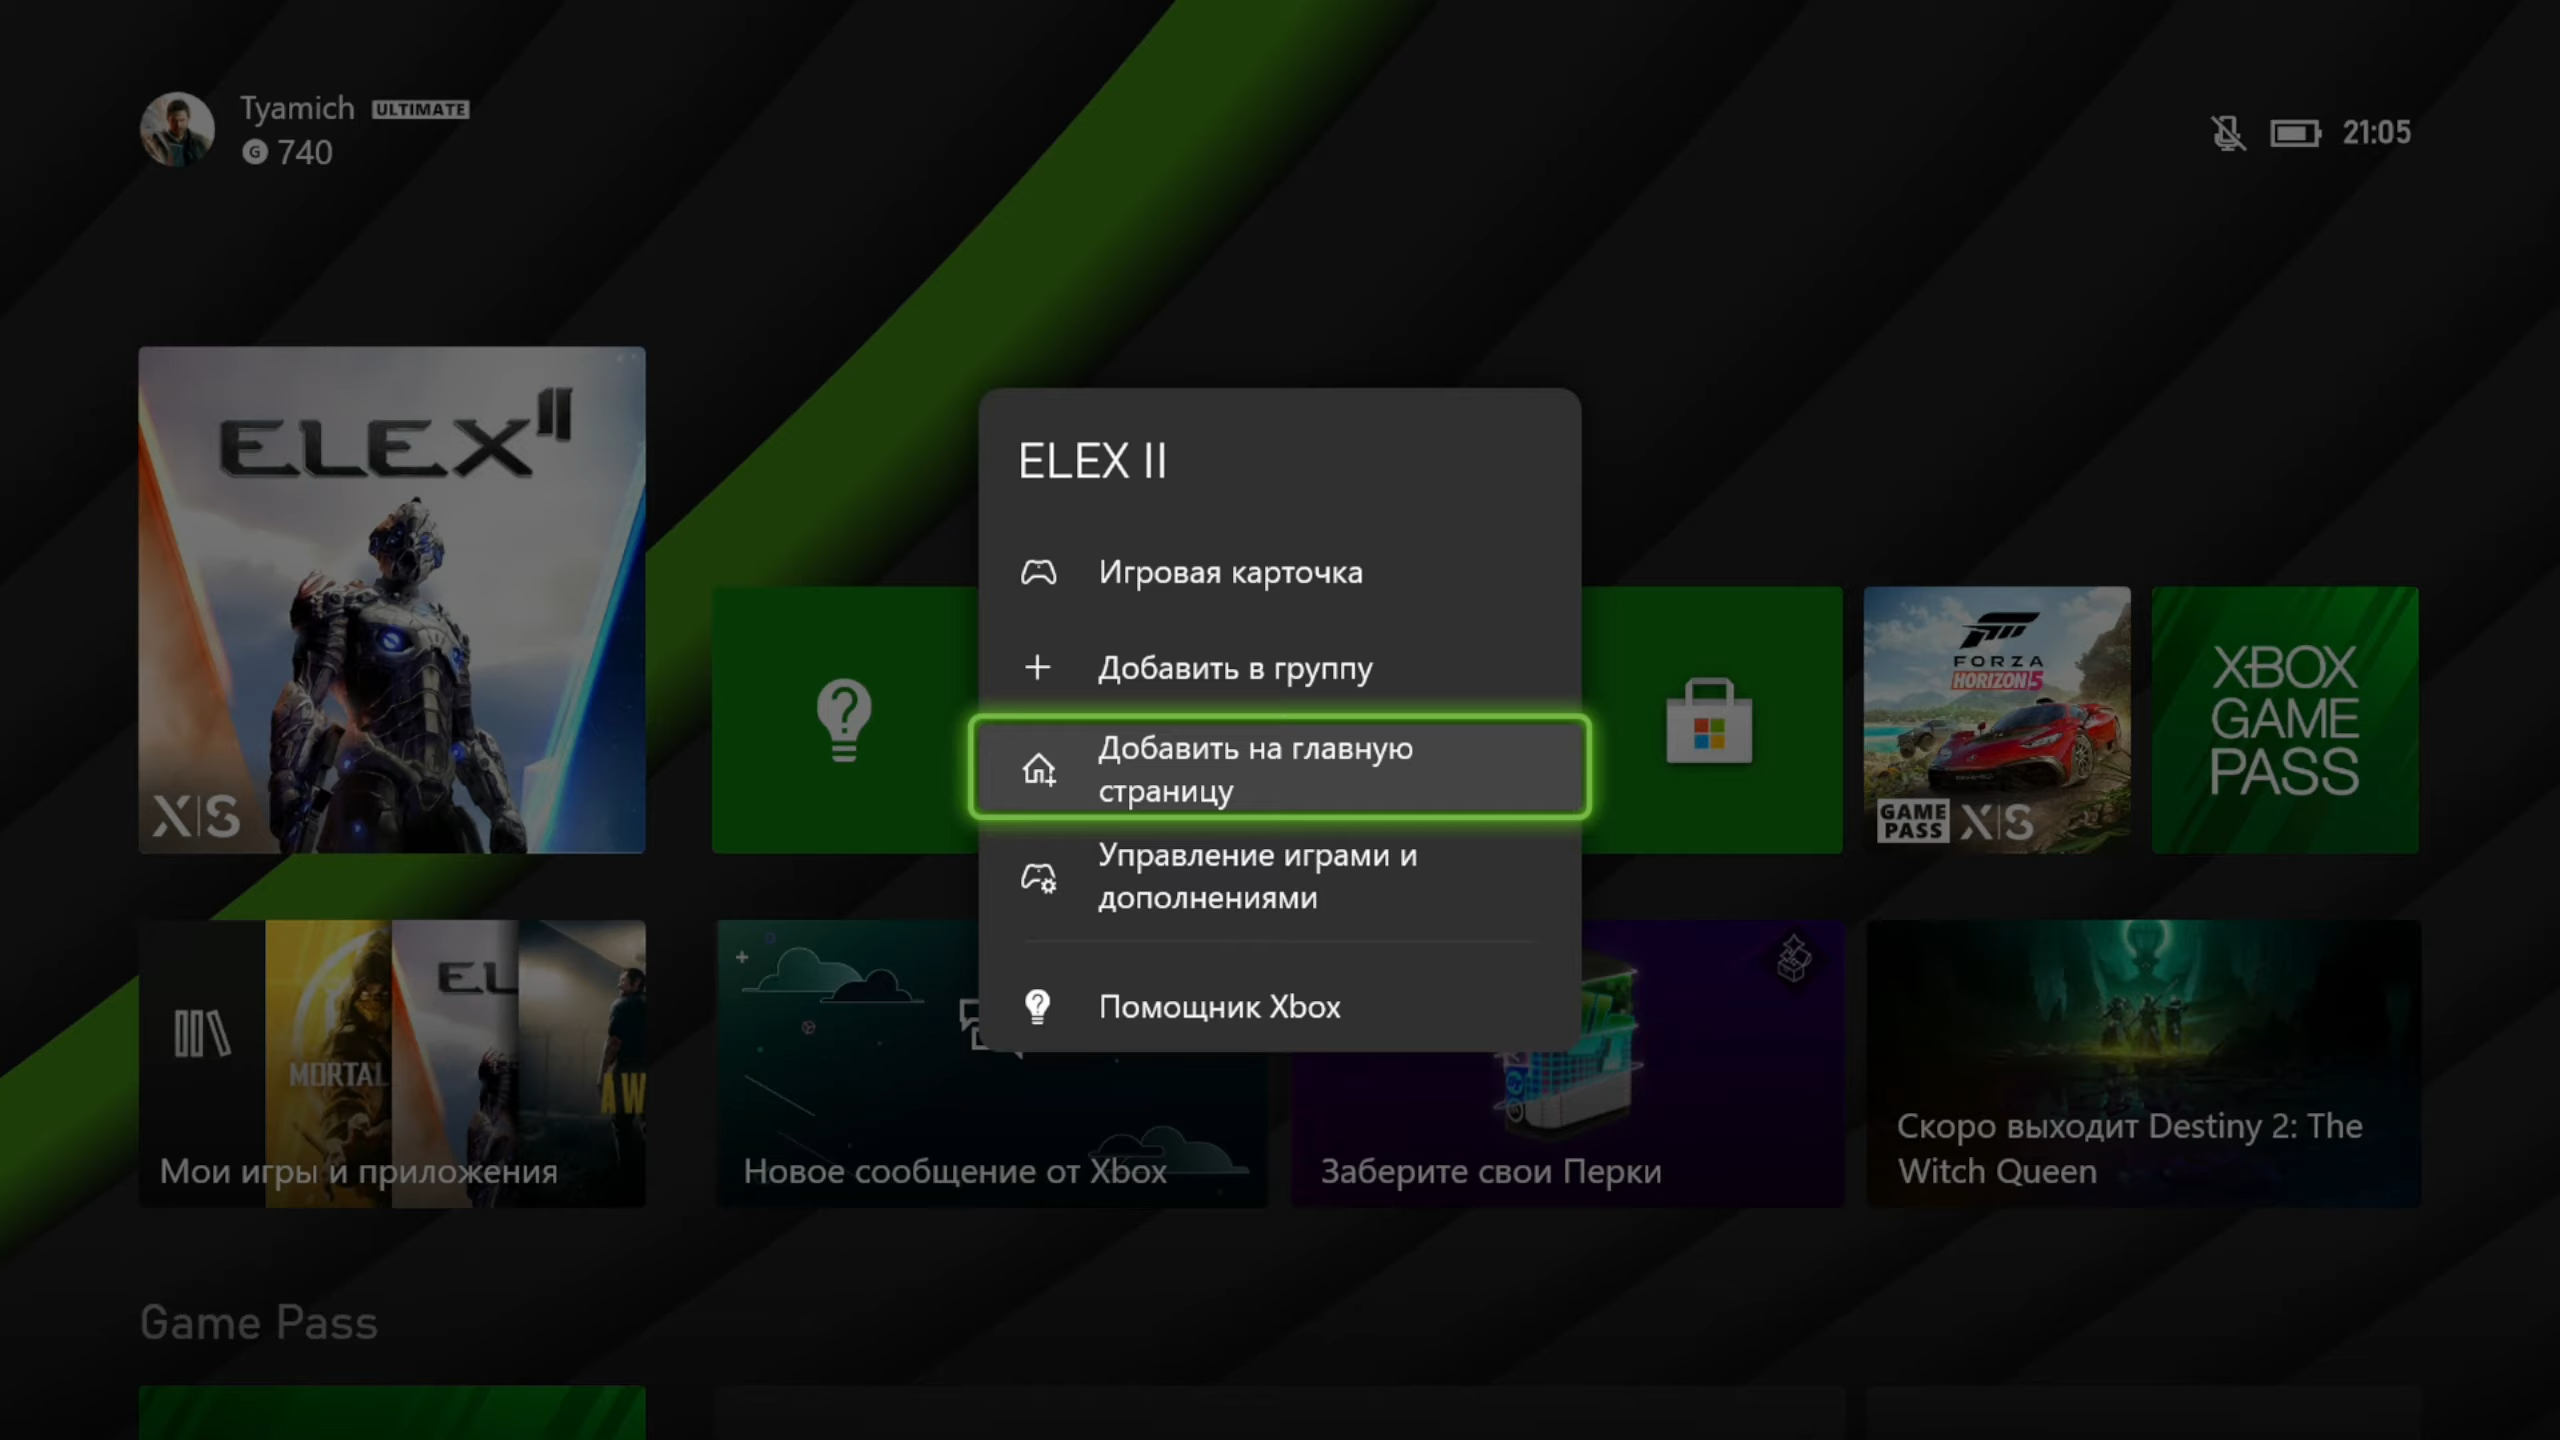 Tyamich ULTIMATE
G 740
21:05
ELEX II
X|S
ELEX II
Игровая карточка
Добавить в группу
Добавить на главную
страницу
Управление играми и
дополнениями
Помощник Xbox
FORZA
HORIZON 5
GAME
PASS X|S
XBOX
GAME
PASS
MORTAL
EL
AW
Мои игры и приложения
Новое сообщение от Xbox
Заберите свои Перки
Скоро выходит Destiny 2: The
Witch Queen
Game Pass